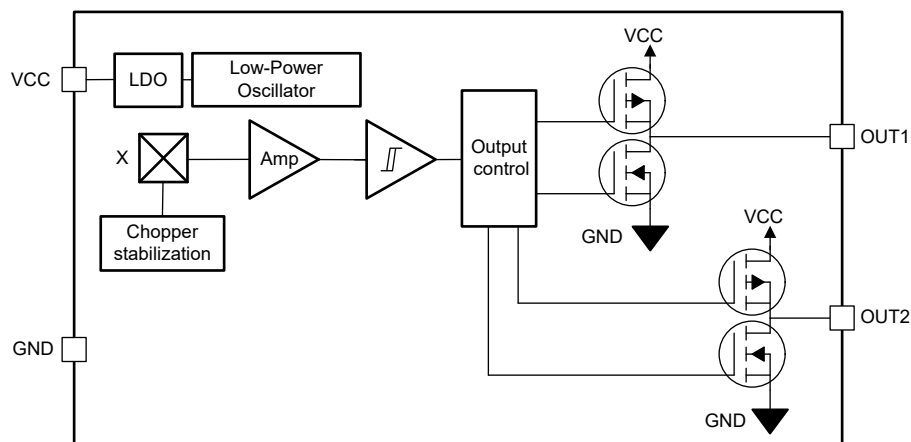 VCC
LDO
Low-Power
Oscillator
VCC
X
Amp
Output
control
OUT1
Chopper
stabilization
GND
VCC
GND
OUT2
GND